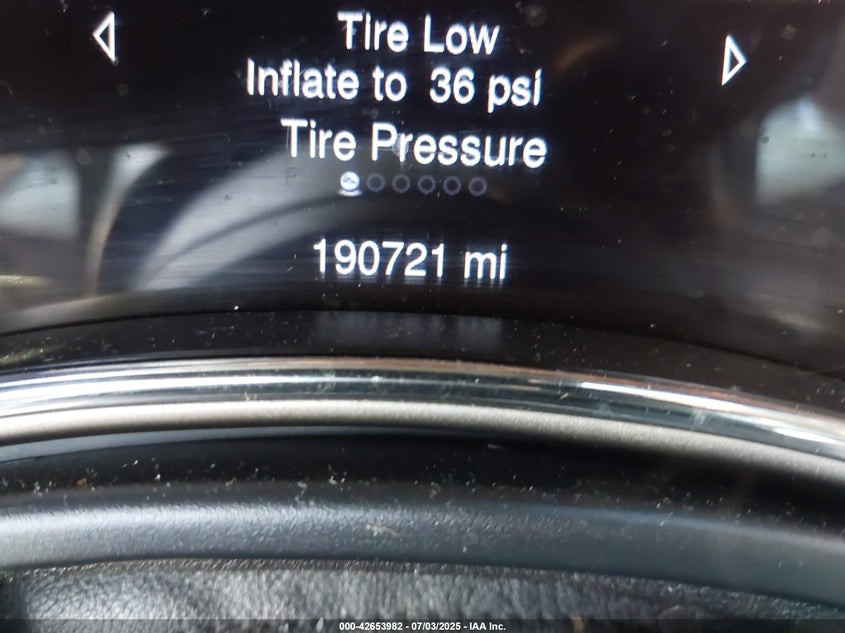 Tire Low
Inflate to 36 psi
Tire Pressure
190721 mi
000-42653982 - 07/03/2025 - IAA Inc.